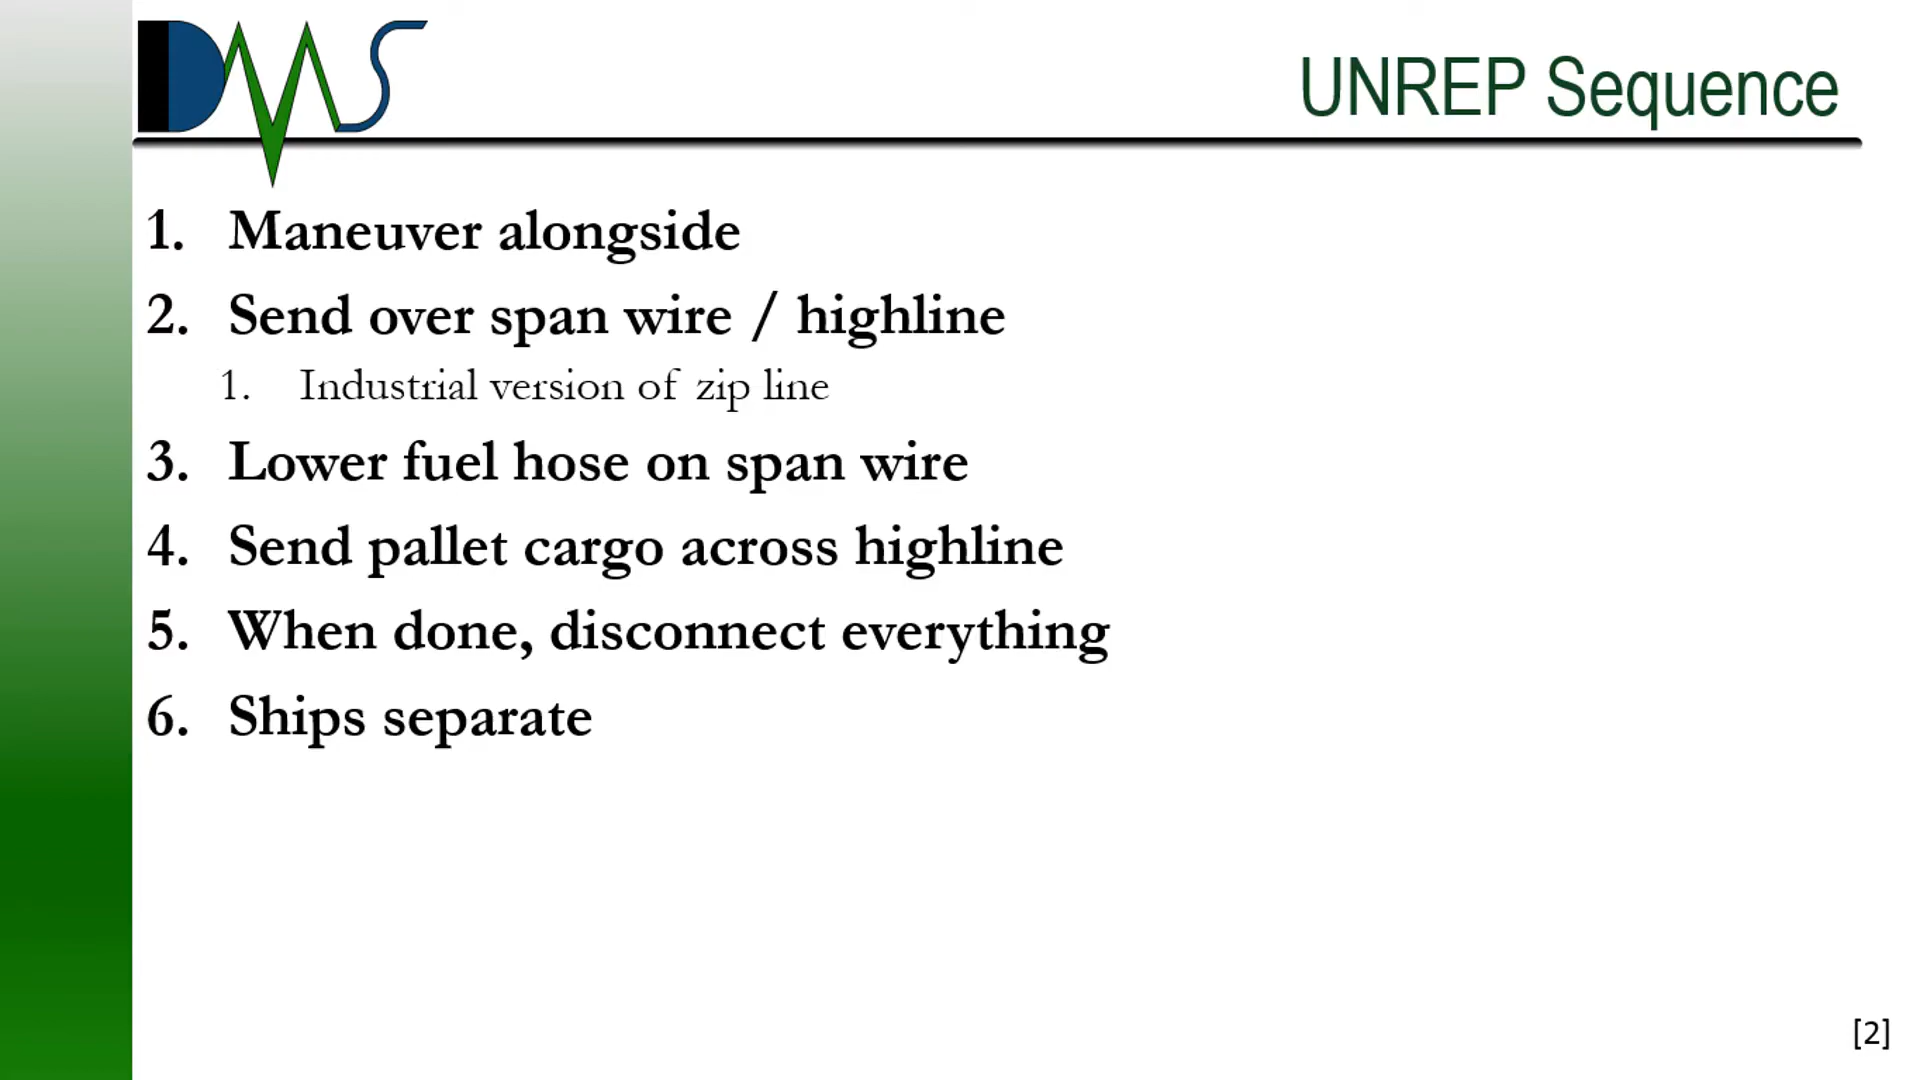 DMS
UNREP Sequence
1. Maneuver alongside
2. Send over span wire / highline
1. Industrial version of zip line
3. Lower fuel hose on span wire
4. Send pallet cargo across highline
5. When done, disconnect everything
6. Ships separate
[2]